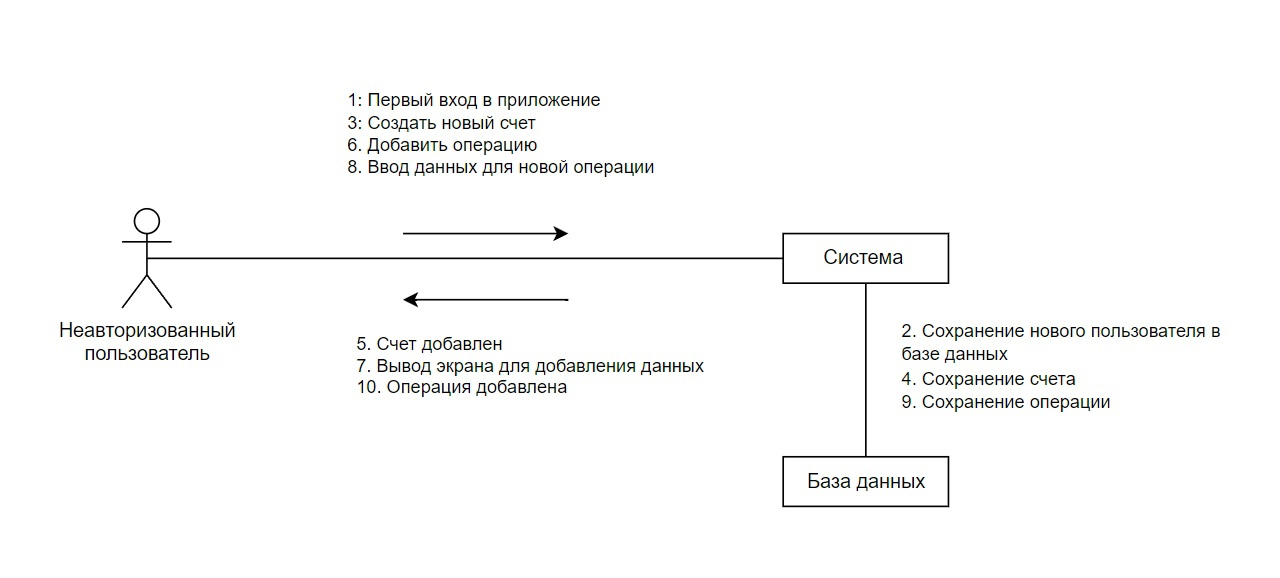 1: Первый вход в приложение
3: Создать новый счет
6. Добавить операцию
8. Ввод данных для новой операции
Система
Неавторизованный
пользователь
5. Счет добавлен
7. Вывод экрана для добавления данных
10. Операция добавлена
2. Сохранение нового пользователя в
базе данных
4. Сохранение счета
9. Сохранение операции
База данных